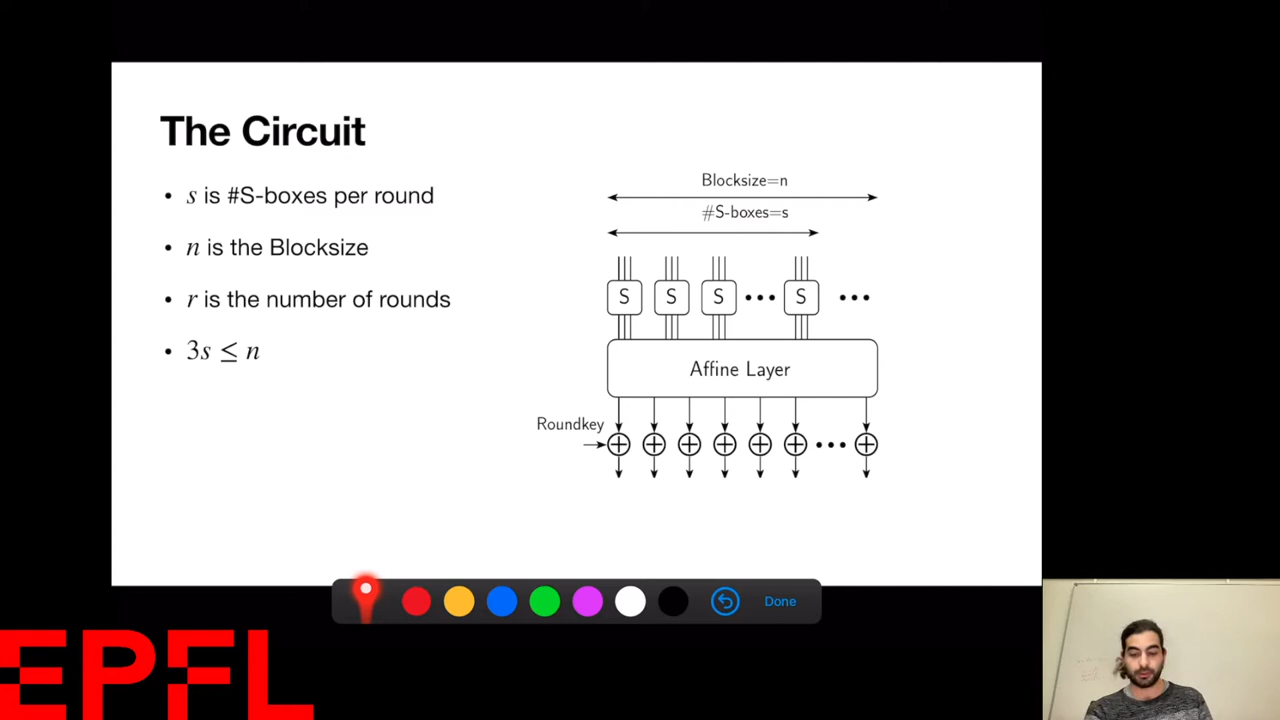 The Circuit
• s is #S-boxes per round
• n is the Blocksize
• r is the number of rounds
• 3s ≤ n
Blocksize=n
#S-boxes=s
S S S ••• S •••
Affine Layer
Roundkey
•••
Done
EPFL